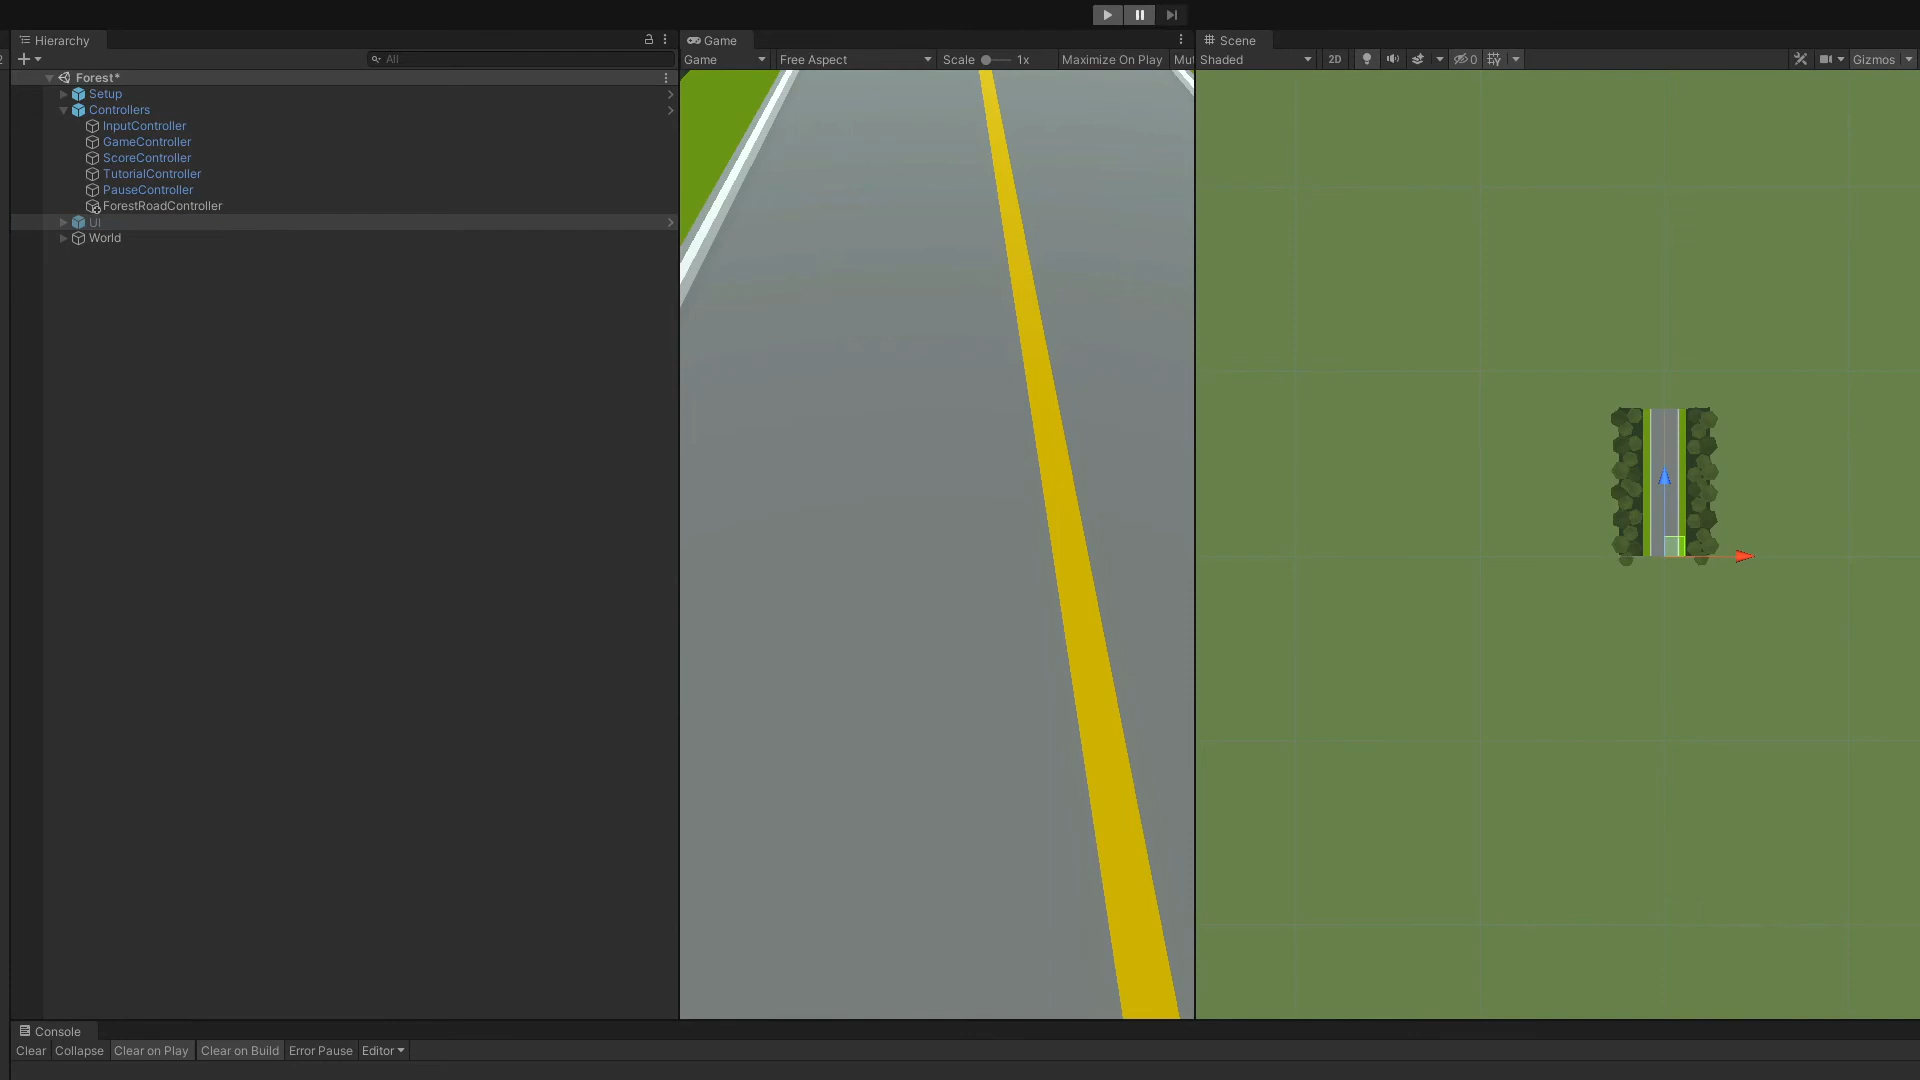 Hierarchy
Game
Scene
2
All
Game
Free Aspect
Scale
1x
Maximize On Play
Mut
Shaded
2D
0
Gizmos
Forest*
Setup
Controllers
InputController
GameController
ScoreController
TutorialController
PauseController
ForestRoadController
UI
World
Console
Clear
Collapse
Clear on Play
Clear on Build
Error Pause
Editor